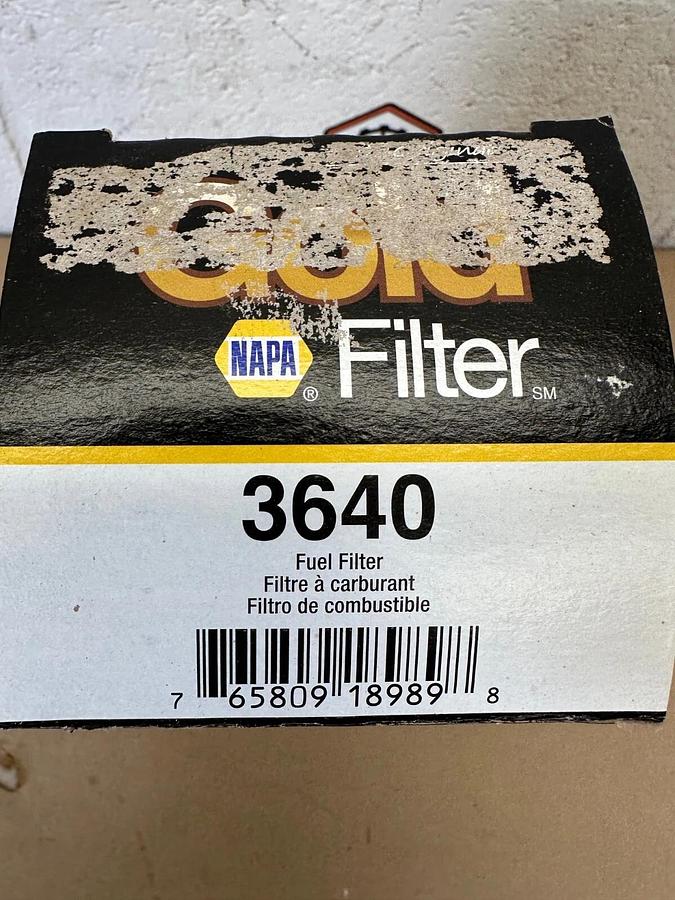 Gold
NAPA® Filter SM
3640
Fuel Filter
Filtre à carburant
Filtro de combustible
7 65809 18989 8